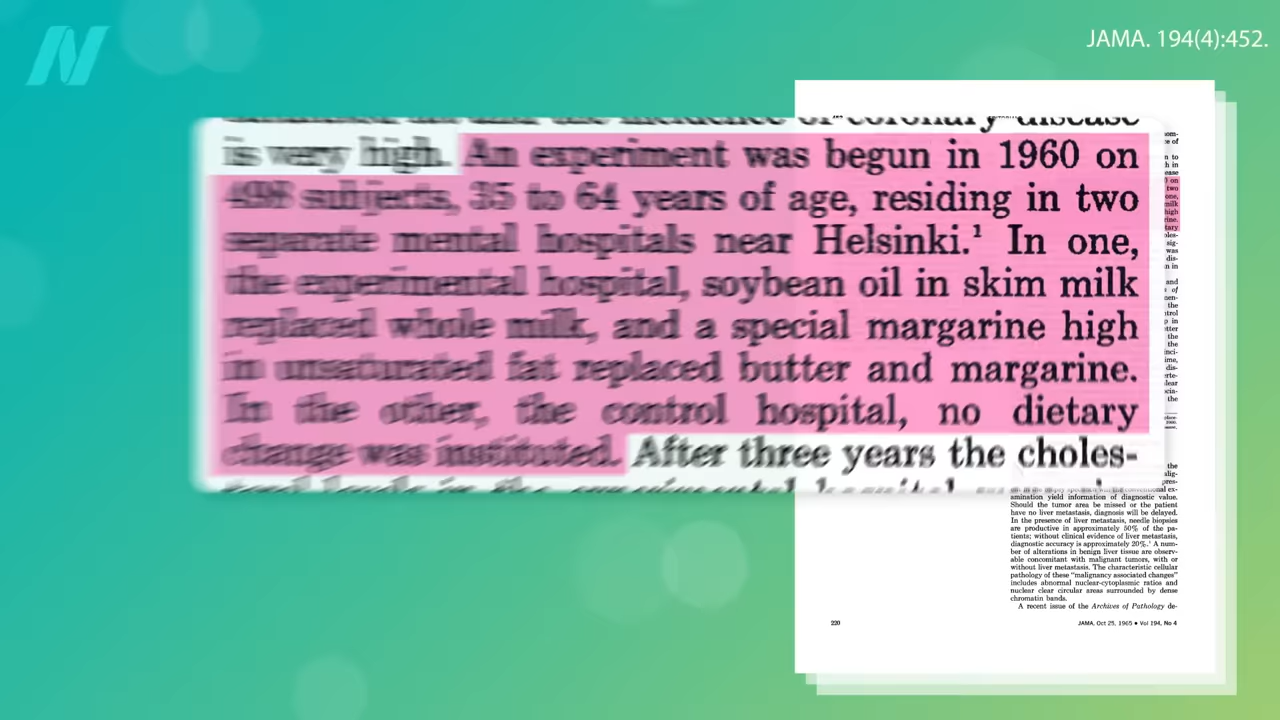 JAMA. 194(4):452.
is very high. An experiment was begun in 1960 on
498 subjects, 35 to 64 years of age, residing in two
separate mental hospitals near Helsinki.¹ In one,
the experimental hospital, soybean oil in skim milk
replaced whole milk, and a special margarine high
in unsaturated fat replaced butter and margarine.
In the other, the control hospital, no dietary
change was instituted. After three years the choles-
amination yield information of diagnostic value.
Should the tumor area be missed or the patient
have no liver metastasis, diagnosis will be delayed.
In the presence of liver metastasis, needle biopsies
are productive in approximately 50% of the pa-
tients; without clinical evidence of liver metastasis,
diagnostic accuracy is approximately 20%.¹ A num-
ber of alterations in benign liver tissue are observ-
able concomitant with malignant tumors, with or
without liver metastasis. The characteristic cellular
pathology of these "malignancy associated changes"
includes abnormal nuclear-cytoplasmic ratios and
nuclear clear circular areas surrounded by dense
chromatin bands.
A recent issue of the Archives of Pathology de-
220
JAMA, Oct 25, 1965 • Vol 194, No 4